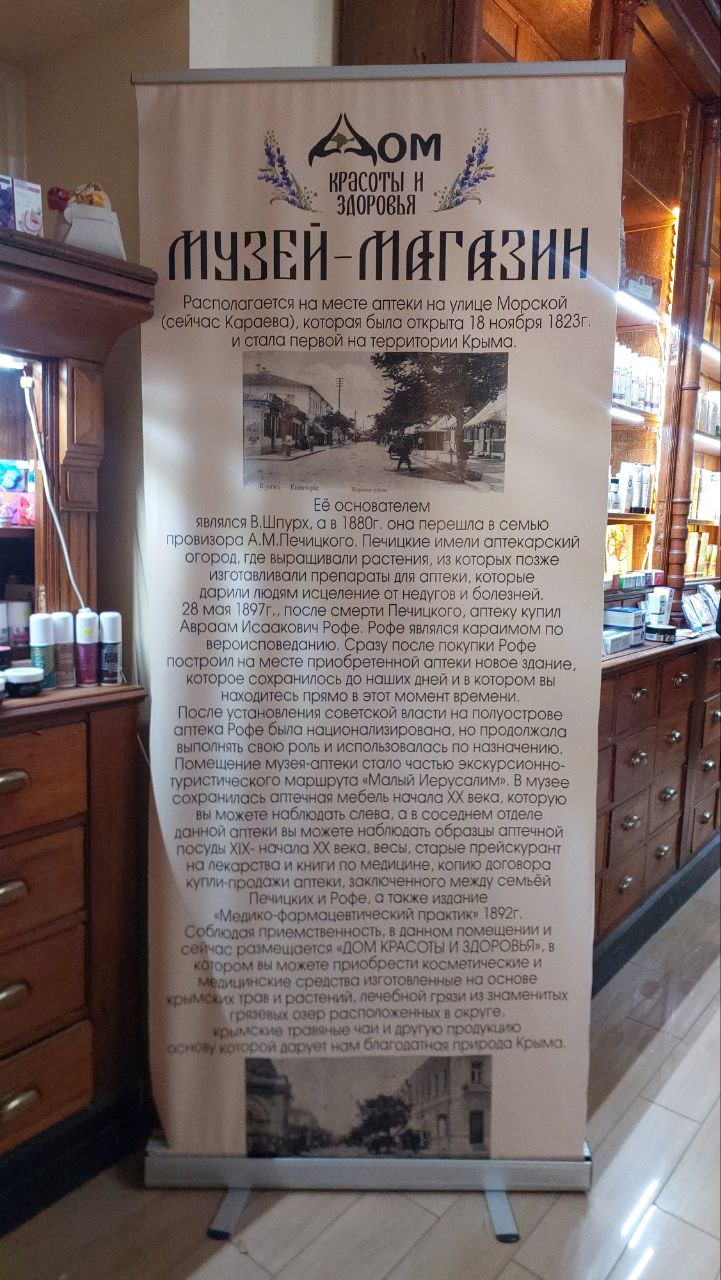 Дом
красоты и
здоровья
МУЗЕЙ-МАГАЗИН
Располагается на месте аптеки на улице Морской
(сейчас Караева), которая была открыта 18 ноября 1823г.
и стала первой на территории Крыма.
Крымъ. — Евпаторія
Морская улица
Её основателем
являлся В.Шпурх, а в 1880г. она перешла в семью
провизора А.М.Печицкого. Печицкие имели аптекарский
огород, где выращивали растения, из которых позже
изготавливали препараты для аптеки, которые
дарили людям исцеление от недугов и болезней.
28 мая 1897г., после смерти Печицкого, аптеку купил
Авраам Исаакович Рофе. Рофе являлся караимом по
вероисповеданию. Сразу после покупки Рофе
построил на месте приобретенной аптеки новое здание,
которое сохранилось до наших дней и в котором вы
находитесь прямо в этот момент времени.
После установления советской власти на полуострове
аптека Рофе была национализирована, но продолжала
выполнять свою роль и использовалась по назначению.
Помещение музея-аптеки стало частью экскурсионно-
туристического маршрута «Малый Иерусалим». В музее
сохранилась аптечная мебель начала XX века, которую
вы можете наблюдать слева, а в соседнем отделе
данной аптеки вы можете наблюдать образцы аптечной
посуды XIX- начала XX века, весы, старые прейскурант
на лекарства и книги по медицине, копию договора
купли-продажи аптеки, заключенного между семьёй
Печицких и Рофе, а также издание
«Медико-фармацевтический практик» 1892г.
Соблюдая приемственность, в данном помещении и
сейчас размещается «ДОМ КРАСОТЫ И ЗДОРОВЬЯ», в
котором вы можете приобрести косметические и
медицинские средства изготовленные на основе
крымских трав и растений, лечебной грязи из знаменитых
грязевых озер расположенных в округе,
крымские травяные чаи и другую продукцию
основу которой дарует нам благодатная природа Крыма.